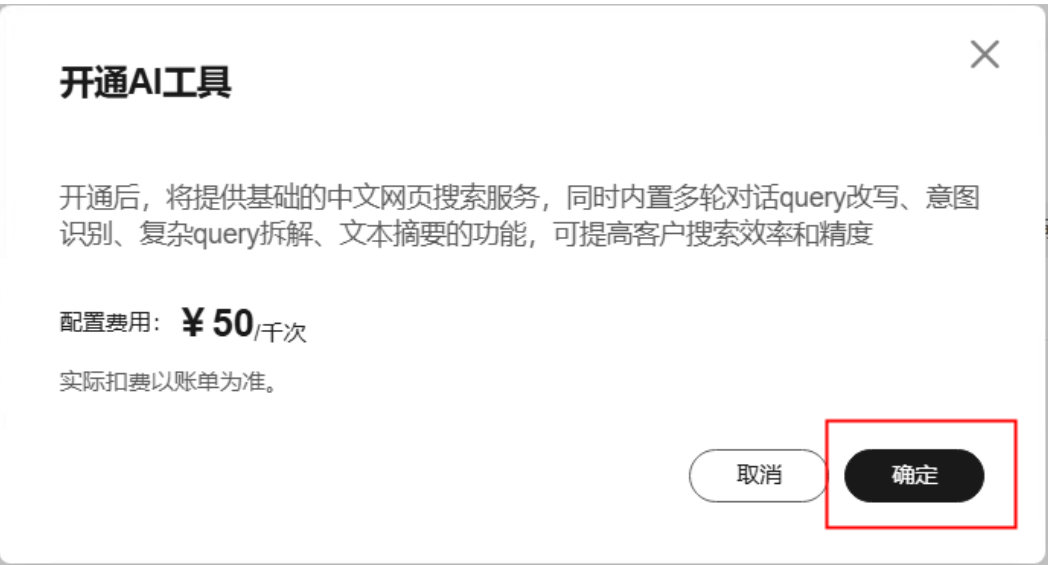 开通AI工具
开通后，将提供基础的中文网页搜索服务，同时内置多轮对话query改写、意图
识别、复杂query拆解、文本摘要的功能，可提高客户搜索效率和精度
配置费用： ¥50/千次
实际扣费以账单为准。
取消 确定